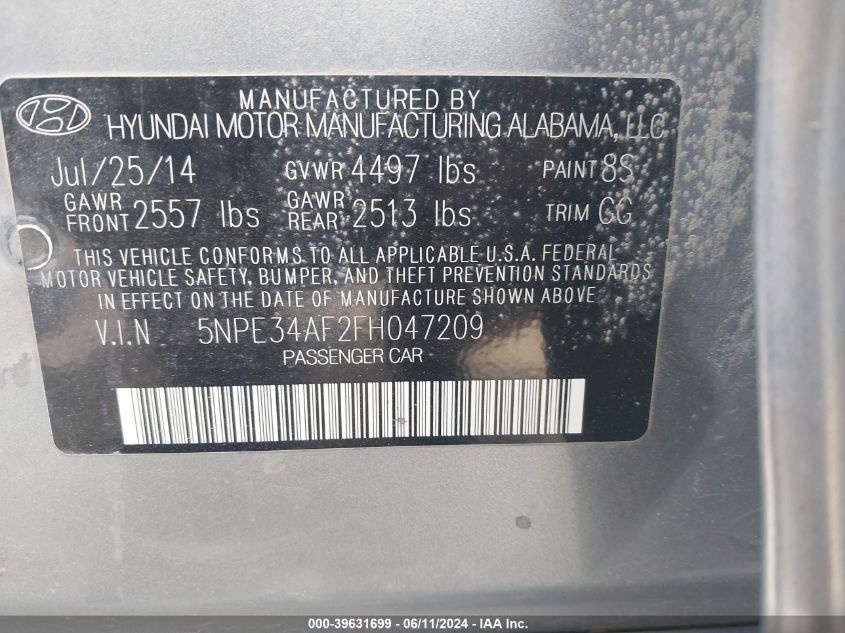 MANUFACTURED BY
HYUNDAI MOTOR MANUFACTURING ALABAMA, LLC
Jul/25/14 GVWR 4497 lbs PAINT 8S
GAWR FRONT 2557 lbs GAWR REAR 2513 lbs TRIM GG
THIS VEHICLE CONFORMS TO ALL APPLICABLE U.S.A. FEDERAL
MOTOR VEHICLE SAFETY, BUMPER, AND THEFT PREVENTION STANDARDS
IN EFFECT ON THE DATE OF MANUFACTURE SHOWN ABOVE
V.I.N 5NPE34AF2FH047209
PASSENGER CAR
000-39631699 - 06/11/2024 - IAA Inc.